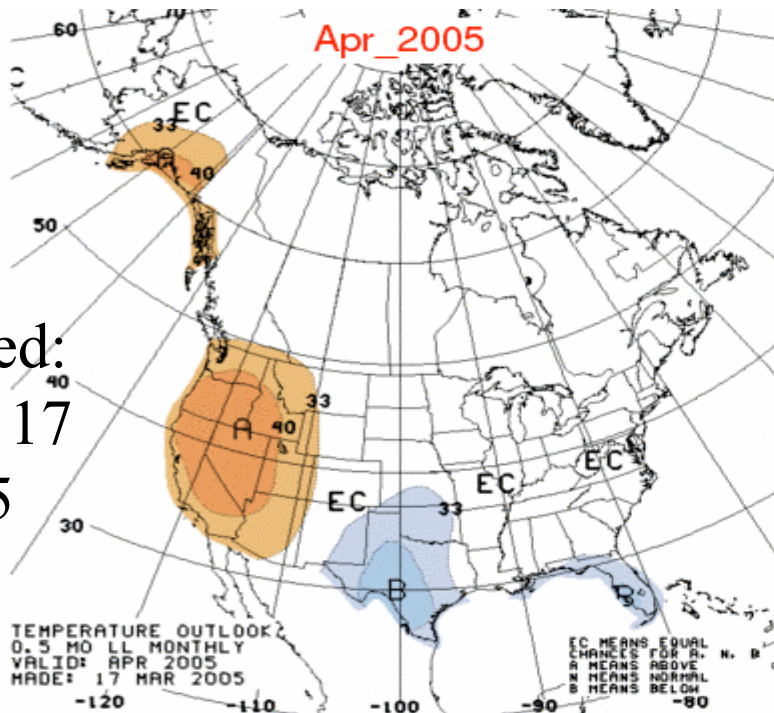 Apr_2005
60
C
EC
33
40
50
ed:
17
5
40
33
A
40
EC
EC
EC
33
30
B
B
TEMPERATURE OUTLOOK
0.5 MO LL MONTHLY
VALID: APR 2005
MADE: 17 MAR 2005
EC MEANS EQUAL
CHANCES FOR A, N, B
A MEANS ABOVE
N MEANS NORMAL
B MEANS BELOW
-120
-110
-100
-90
-80